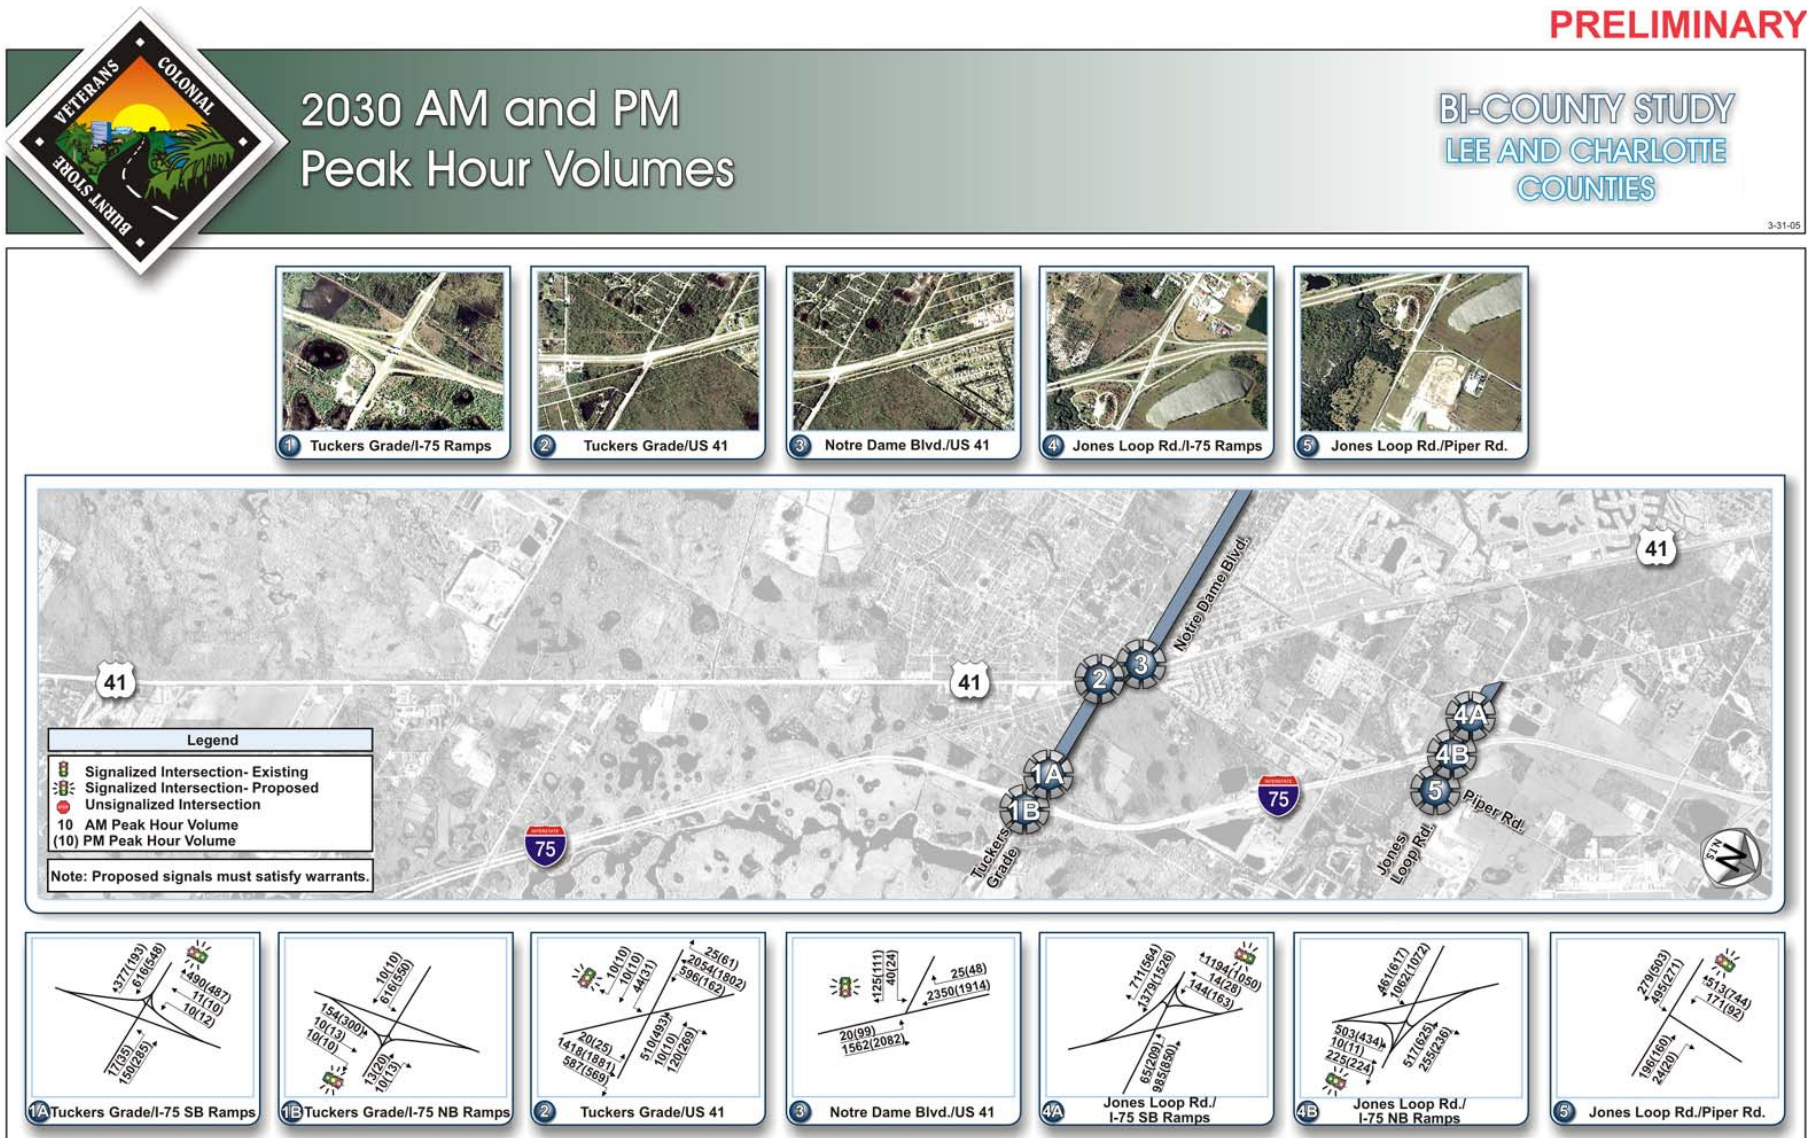 PRELIMINARY
VETERANS
COLONIAL
BURNT STORE
2030 AM and PM
Peak Hour Volumes
BI-COUNTY STUDY
LEE AND CHARLOTTE
COUNTIES
3-31-05
1 Tuckers Grade/I-75 Ramps
2 Tuckers Grade/US 41
3 Notre Dame Blvd./US 41
4 Jones Loop Rd./I-75 Ramps
5 Jones Loop Rd./Piper Rd.
41
Notre Dame Blvd.
41
41
3
2
4A
1A
4B
1B
5
Piper Rd.
INTERSTATE
75
INTERSTATE
75
Tuckers
Grade
Jones
Loop Rd.
N
N.T.S.
Legend
Signalized Intersection- Existing
Signalized Intersection- Proposed
STOP
Unsignalized Intersection
10 AM Peak Hour Volume
(10) PM Peak Hour Volume
Note: Proposed signals must satisfy warrants.
377(193)
616(548)
490(487)
11(10)
10(12)
17(35)
150(285)
1A Tuckers Grade/I-75 SB Ramps
10(10)
616(550)
154(300)
10(13)
10(10)
13(20)
10(13)
1B Tuckers Grade/I-75 NB Ramps
10(10)
10(10)
44(31)
25(61)
2054(1802)
596(162)
20(25)
1418(1881)
587(569)
510(493)
10(10)
120(269)
2 Tuckers Grade/US 41
125(111)
40(24)
25(48)
2350(1914)
20(99)
1562(2082)
3 Notre Dame Blvd./US 41
711(564)
1379(1526)
1194(1050)
14(28)
144(163)
65(209)
985(850)
4A Jones Loop Rd./
I-75 SB Ramps
461(617)
1062(1072)
503(434)
10(11)
225(224)
517(625)
255(236)
4B Jones Loop Rd./
I-75 NB Ramps
279(503)
495(271)
513(744)
171(92)
196(160)
24(20)
5 Jones Loop Rd./Piper Rd.